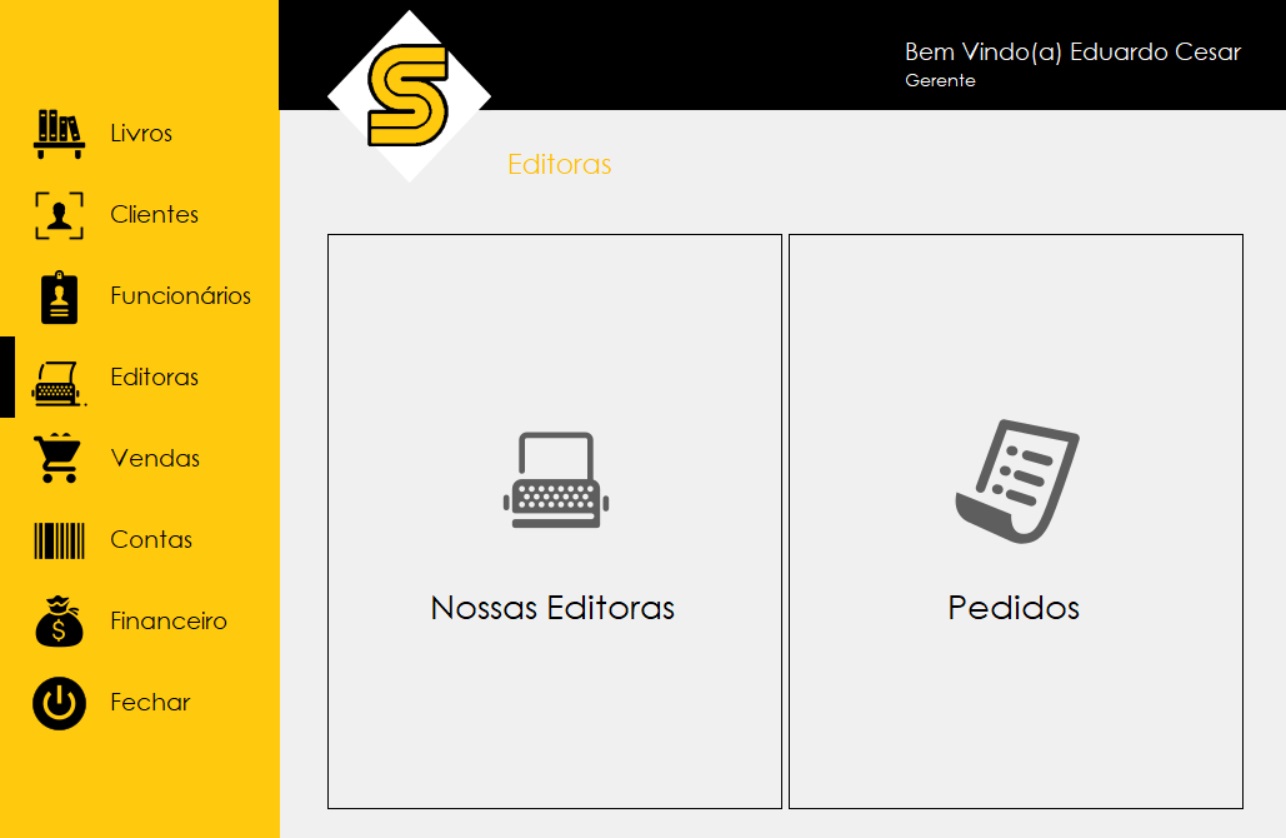 Bem Vindo(a) Eduardo Cesar
Gerente
S
Editoras
Livros
Clientes
Funcionários
Editoras
Vendas
Contas
Financeiro
Fechar
Nossas Editoras
Pedidos